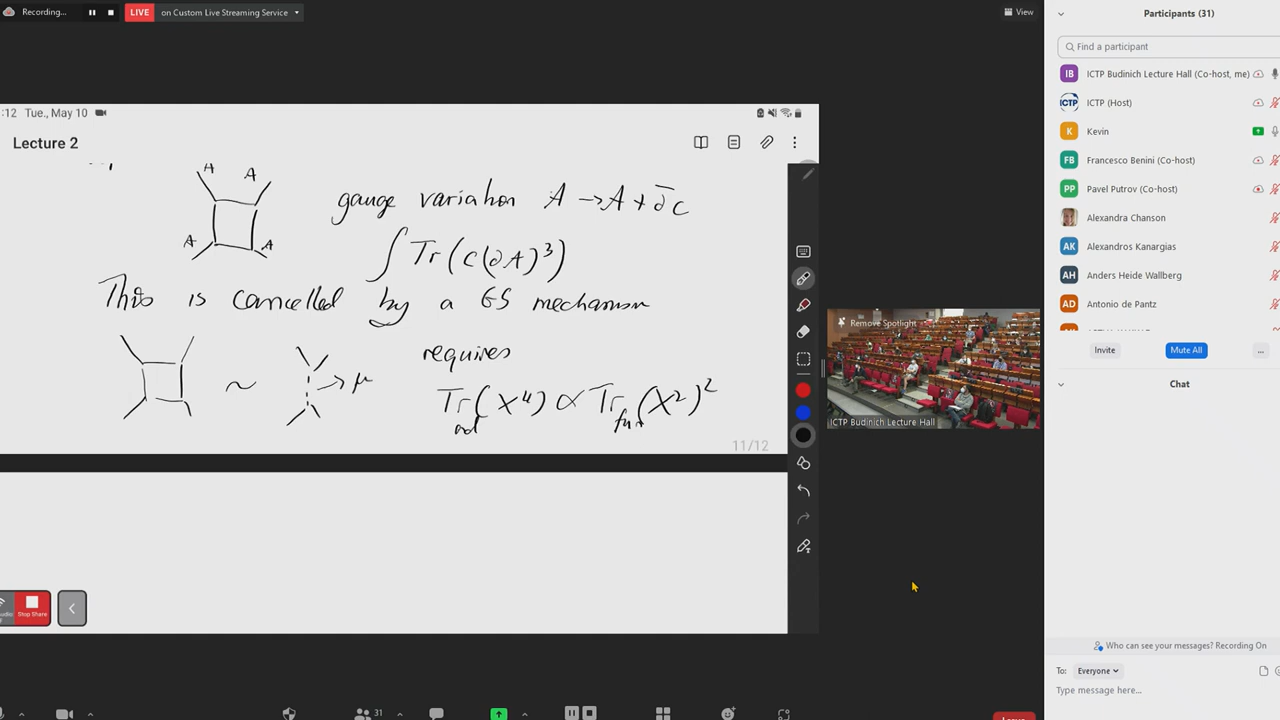 Recording...
LIVE on Custom Live Streaming Service
View
:12 Tue., May 10
Lecture 2
A A
A A
gauge variation A → A + ∂̄c
∫ Tr(c(∂A)³)
This is cancelled by a GS mechanism
~ → μ
requires
Tr_ad(X⁴) ∝ Tr_fun(X²)²
11/12
Stop Share
Remove Spotlight
ICTP Budinich Lecture Hall
Participants (31)
Find a participant
IB ICTP Budinich Lecture Hall (Co-host, me)
ICTP ICTP (Host)
K Kevin
FB Francesco Benini (Co-host)
PP Pavel Putrov (Co-host)
Alexandra Chanson
AK Alexandros Kanargias
AH Anders Heide Wallberg
AD Antonio de Pantz
Invite Mute All ...
Chat
Who can see your messages? Recording On
To: Everyone
Type message here...
31